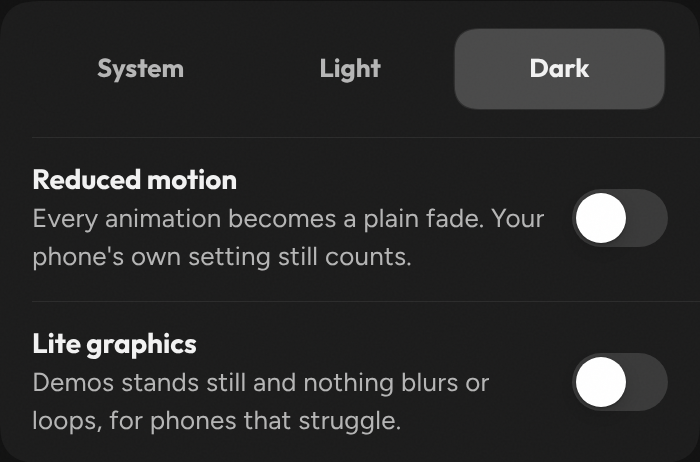 System Light Dark
Reduced motion
Every animation becomes a plain fade. Your
phone's own setting still counts.
Lite graphics
Demos stands still and nothing blurs or
loops, for phones that struggle.